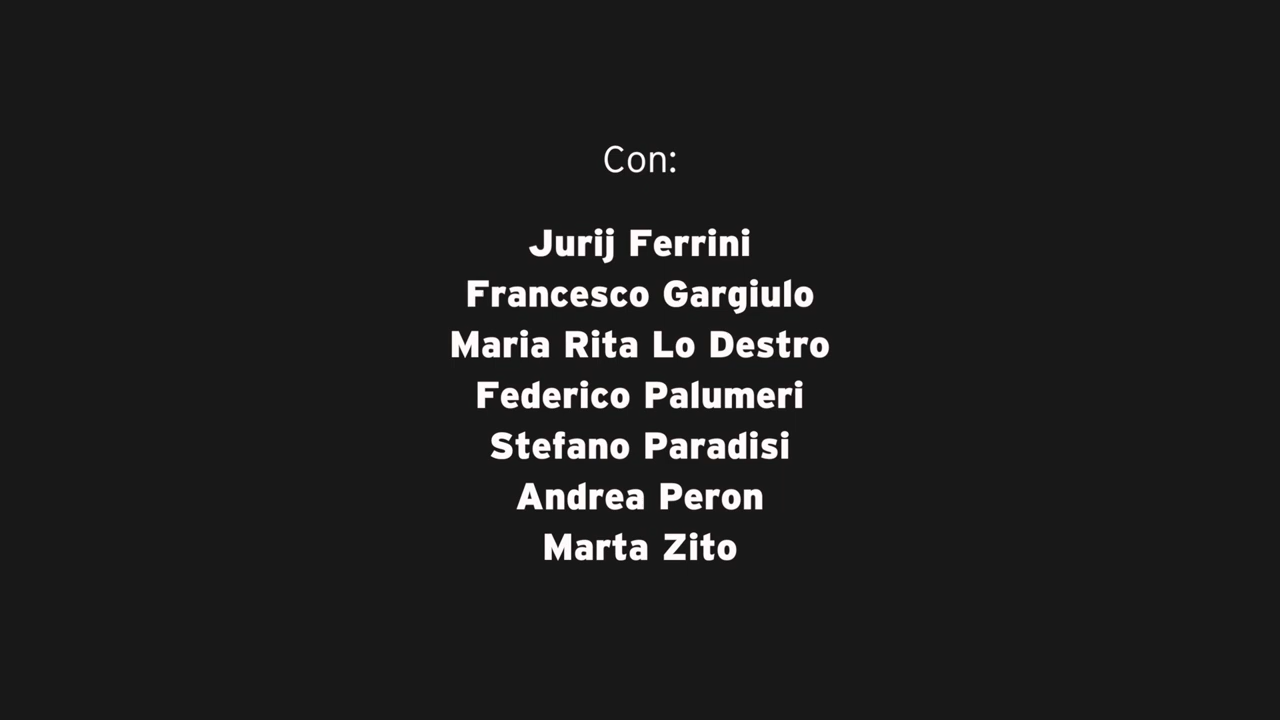 Con:
Jurij Ferrini
Francesco Gargiulo
Maria Rita Lo Destro
Federico Palumeri
Stefano Paradisi
Andrea Peron
Marta Zito